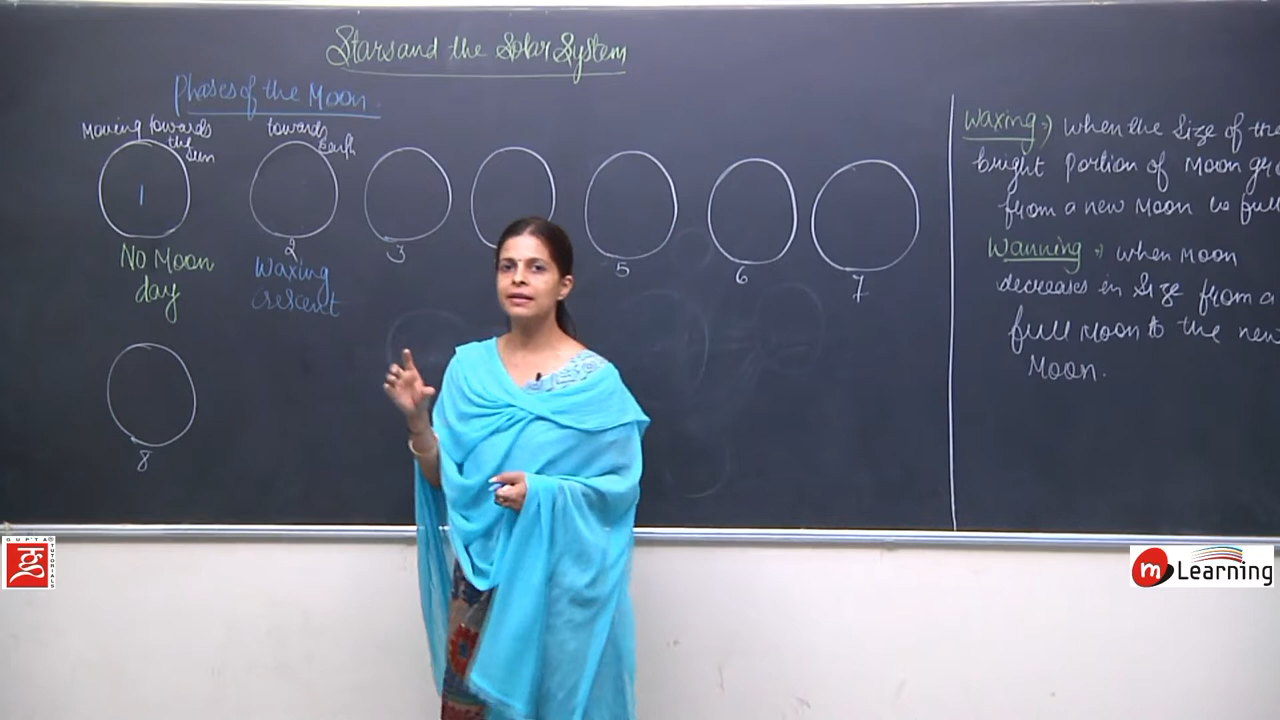 Stars and the Solar System
Phases of the Moon.
Moving towards
the
Sun
towards
Earth
1
2
3
5
6
7
No Moon
day
Waxing
crescent
8
Waxing :) when the Size of the
bright Portion of Moon
from a new Moon to full
Wanning :) when Moon
decreases in Size from a
full Moon to the new
Moon.
GUPTA
TUTORIALS
m Learning